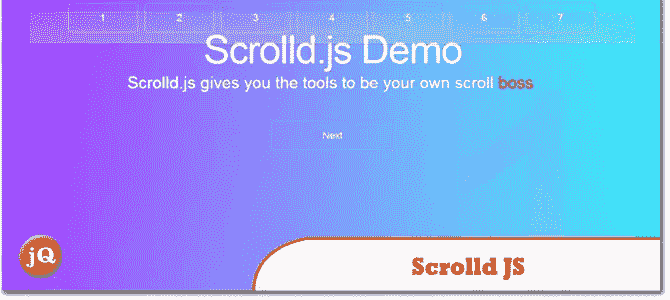 1 2 3 4 5 6 7
Scrolld.js Demo
Scrolld.js gives you the tools to be your own scroll boss
Next
jQ
Scrolld JS